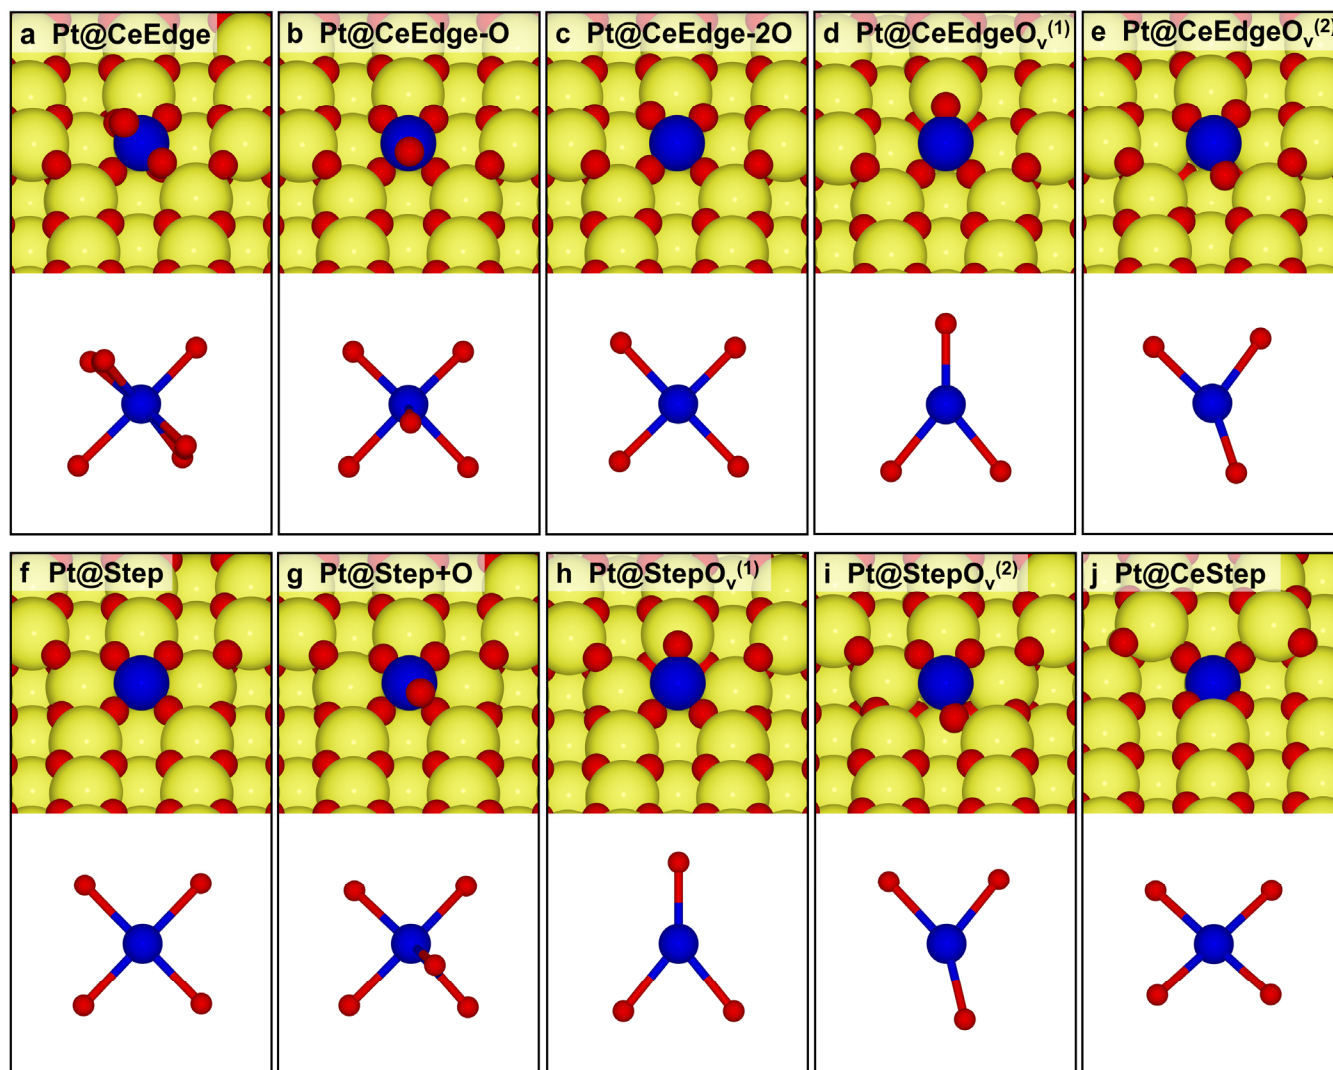 a Pt@CeEdge
b Pt@CeEdge-O
c Pt@CeEdge-2O
d Pt@CeEdgeOᵥ⁽¹⁾
e Pt@CeEdgeOᵥ⁽²⁾
f Pt@Step
g Pt@Step+O
h Pt@StepOᵥ⁽¹⁾
i Pt@StepOᵥ⁽²⁾
j Pt@CeStep